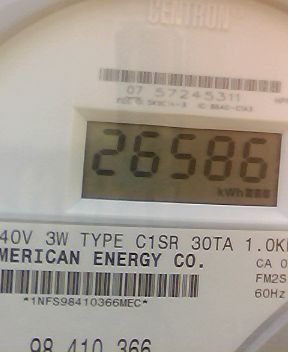 CENTRON
07 57245311
26586
kWh
40V 3W TYPE C1SR 30TA 1.0K
MERICAN ENERGY CO. CA 0
FM2S
*1NFS98410366MEC* 60Hz
98 410 366